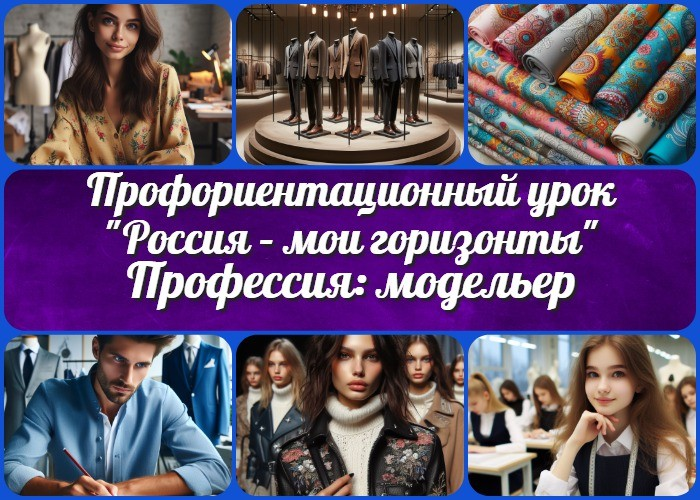 Профориентационный урок
"Россия – мои горизонты"
Профессия: модельер